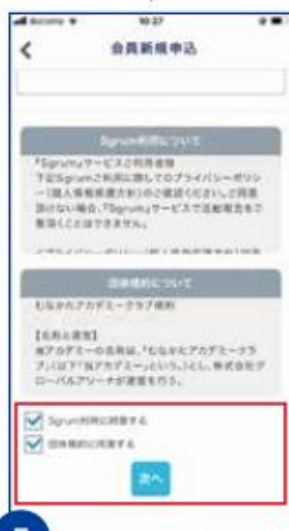 docomo
10:27
会員新規申込
Sgrum利用について
「Sgrum」サービスご利用者様
下記Sgrumご利用に際してのプライバシーポリシ
ー(個人情報保護方針)のご確認ください。ご同意
頂けない場合、「Sgrum」サービスで活動報告をご
覧頂くことはできません。
団体規約について
むなかたアカデミークラブ規則
【名称と運営】
当アカデミーの名称は、「むなかたアカデミークラ
ブ」(以下「当アカデミー」という。)とし、株式会社グ
ローバルアリーナが運営を行う。
Sgrum利用に同意する
団体規約に同意する
次へ